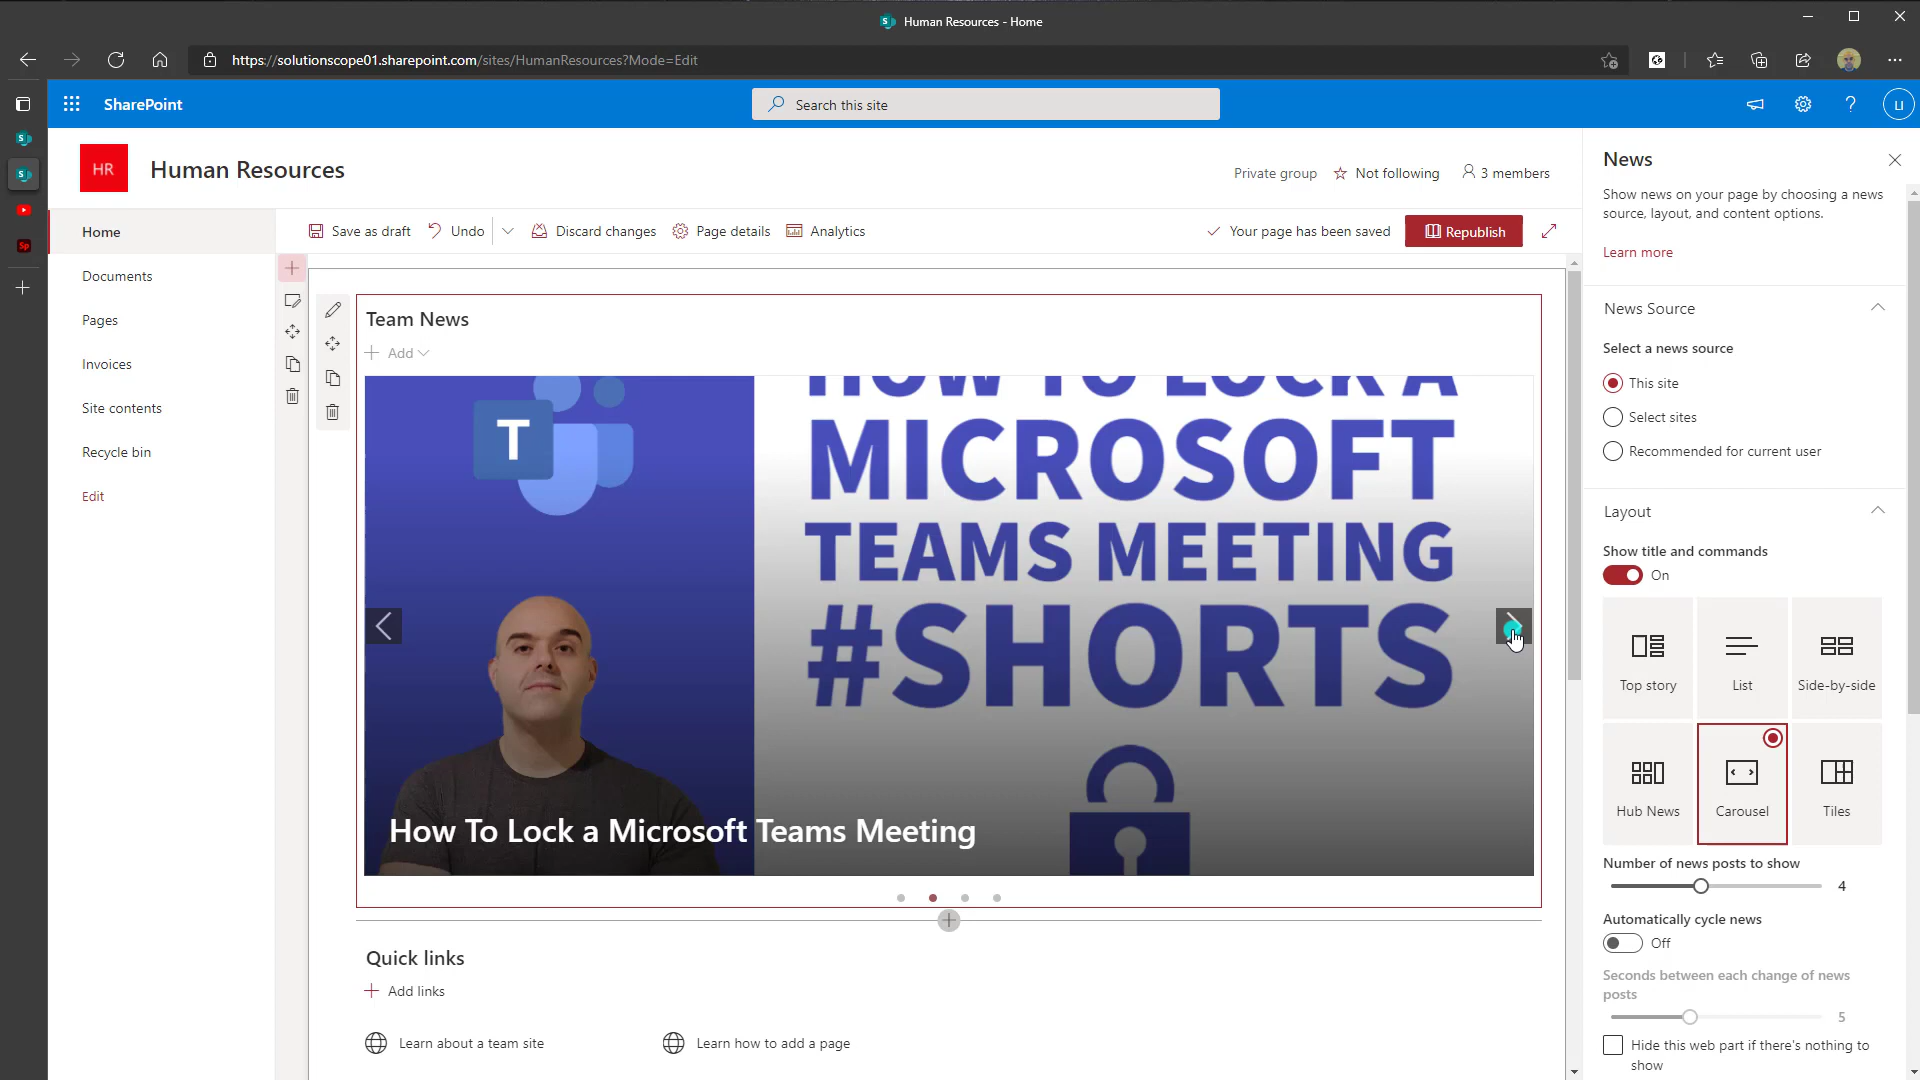 Human Resources - Home
https://solutionscope01.sharepoint.com/sites/HumanResources?Mode=Edit
SharePoint
Search this site
?
LI
HR
Human Resources
Private group
Not following
3 members
Home
Documents
Pages
Invoices
Site contents
Recycle bin
Edit
Save as draft
Undo
Discard changes
Page details
Analytics
Your page has been saved
Republish
Team News
Add
T
HOW TO LOCK A
MICROSOFT
TEAMS MEETING
#SHORTS
How To Lock a Microsoft Teams Meeting
Quick links
Add links
Learn about a team site
Learn how to add a page
News
Show news on your page by choosing a news
source, layout, and content options.
Learn more
News Source
Select a news source
This site
Select sites
Recommended for current user
Layout
Show title and commands
On
Top story
List
Side-by-side
Hub News
Carousel
Tiles
Number of news posts to show
4
Automatically cycle news
Off
Seconds between each change of news
posts
5
Hide this web part if there's nothing to
show